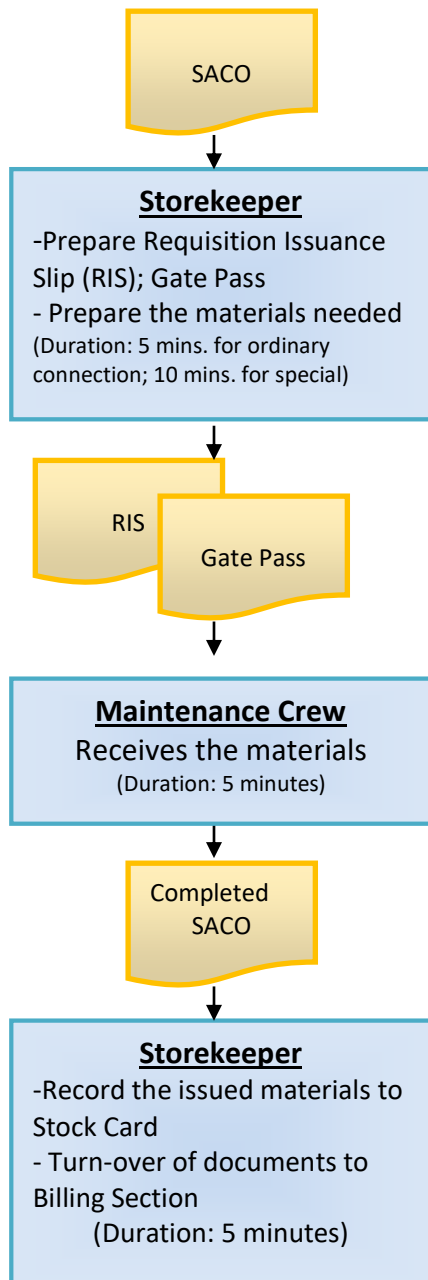 SACO
Storekeeper
-Prepare Requisition Issuance
Slip (RIS); Gate Pass
- Prepare the materials needed
(Duration: 5 mins. for ordinary
connection; 10 mins. for special)
RIS
Gate Pass
Maintenance Crew
Receives the materials
(Duration: 5 minutes)
Completed
SACO
Storekeeper
-Record the issued materials to
Stock Card
- Turn-over of documents to
Billing Section
(Duration: 5 minutes)